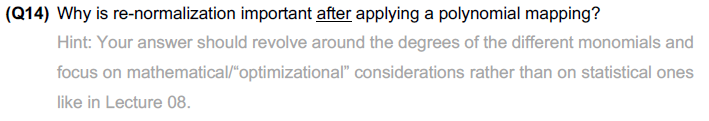 (Q14) Why is re-normalization important after applying a polynomial mapping?
Hint: Your answer should revolve around the degrees of the different monomials and
focus on mathematical/“optimizational” considerations rather than on statistical ones
like in Lecture 08.